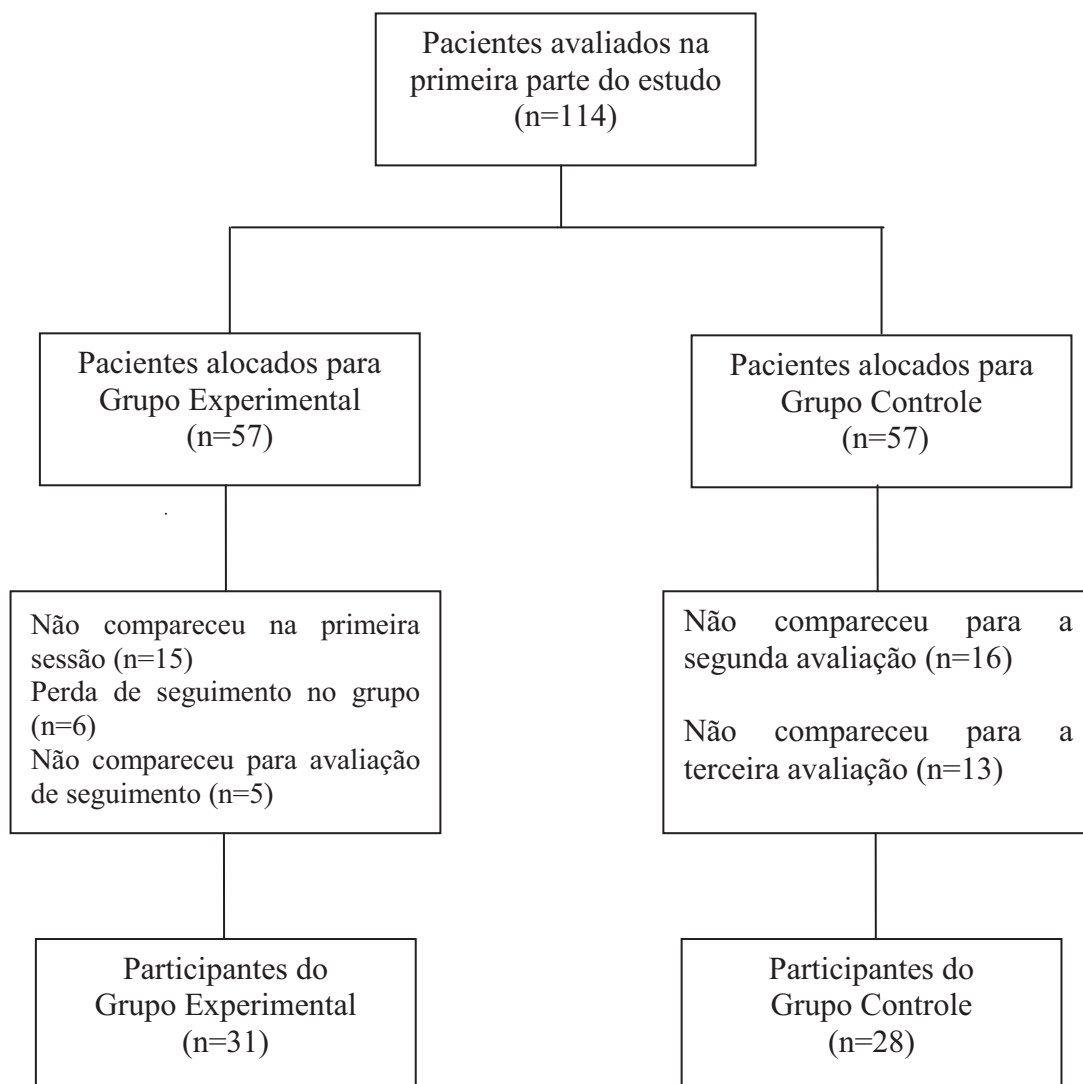 Pacientes avaliados na
primeira parte do estudo
(n=114)
Pacientes alocados para
Grupo Experimental
(n=57)
Pacientes alocados para
Grupo Controle
(n=57)
Não compareceu na primeira
sessão (n=15)
Perda de seguimento no grupo
(n=6)
Não compareceu para avaliação
de seguimento (n=5)
Não compareceu para a
segunda avaliação (n=16)
Não compareceu para a
terceira avaliação (n=13)
Participantes do
Grupo Experimental
(n=31)
Participantes do
Grupo Controle
(n=28)